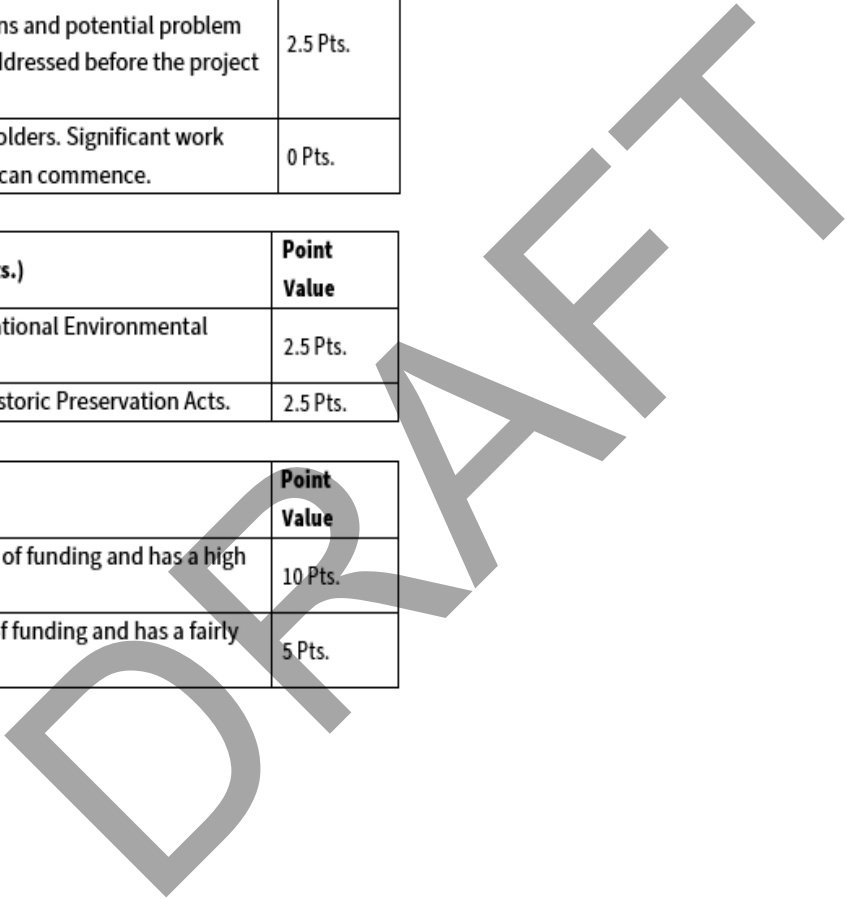 ns and potential problem
ddressed before the project
2.5 Pts.
olders. Significant work
can commence.
0 Pts.
s.)
Point
Value
ational Environmental
2.5 Pts.
storic Preservation Acts.
2.5 Pts.
Point
Value
of funding and has a high
10 Pts.
f funding and has a fairly
5 Pts.
DRAFT